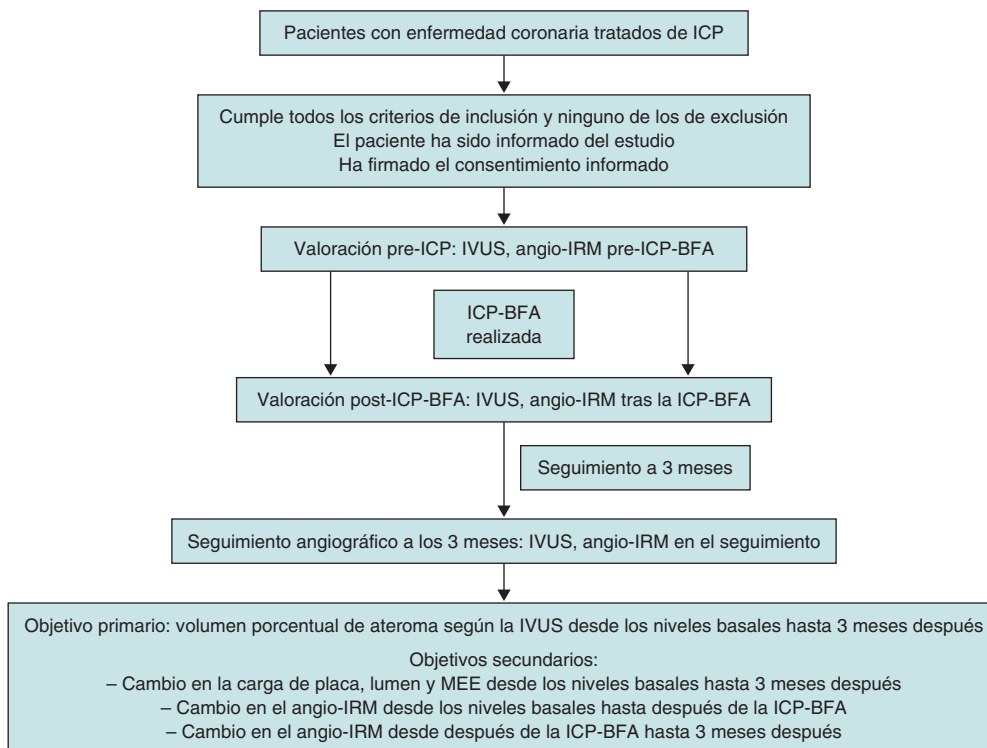 Pacientes con enfermedad coronaria tratados de ICP
Cumple todos los criterios de inclusión y ninguno de los de exclusión
El paciente ha sido informado del estudio
Ha firmado el consentimiento informado
Valoración pre-ICP: IVUS, angio-IRM pre-ICP-BFA
ICP-BFA
realizada
Valoración post-ICP-BFA: IVUS, angio-IRM tras la ICP-BFA
Seguimiento a 3 meses
Seguimiento angiográfico a los 3 meses: IVUS, angio-IRM en el seguimiento
Objetivo primario: volumen porcentual de ateroma según la IVUS desde los niveles basales hasta 3 meses después
Objetivos secundarios:
– Cambio en la carga de placa, lumen y MEE desde los niveles basales hasta 3 meses después
– Cambio en el angio-IRM desde los niveles basales hasta después de la ICP-BFA
– Cambio en el angio-IRM desde después de la ICP-BFA hasta 3 meses después